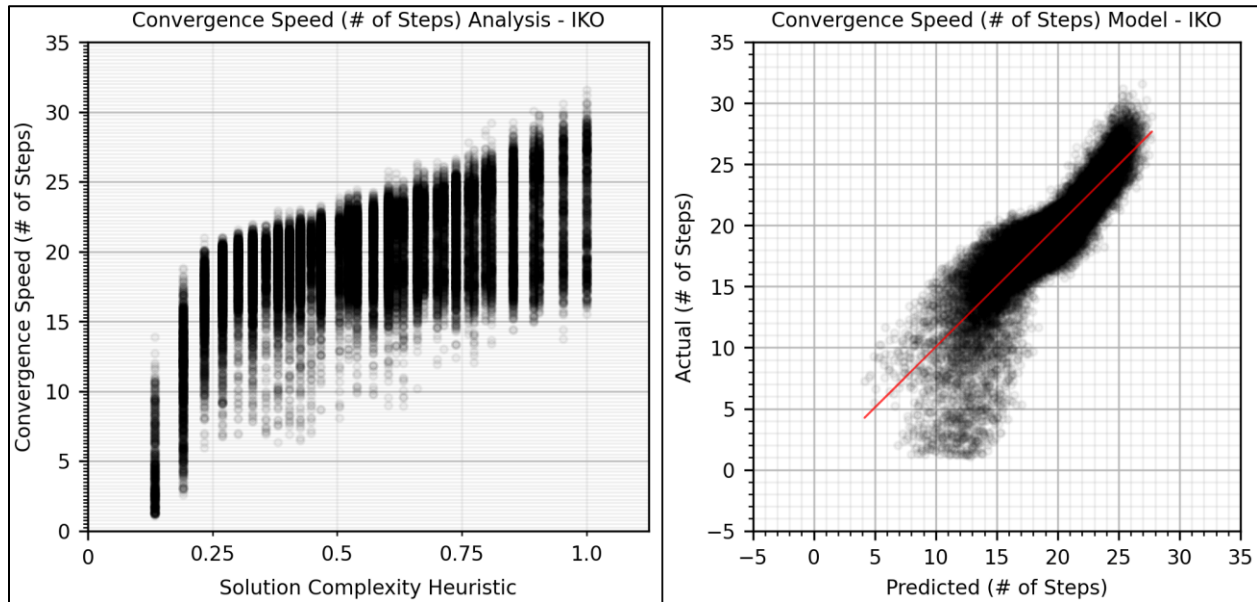 Convergence Speed (# of Steps) Analysis - IKO
35
30
25
20
15
10
5
0
Convergence Speed (# of Steps)
0 0.25 0.5 0.75 1.0
Solution Complexity Heuristic
Convergence Speed (# of Steps) Model - IKO
35
30
25
20
15
10
5
0
−5
Actual (# of Steps)
−5 0 5 10 15 20 25 30 35
Predicted (# of Steps)